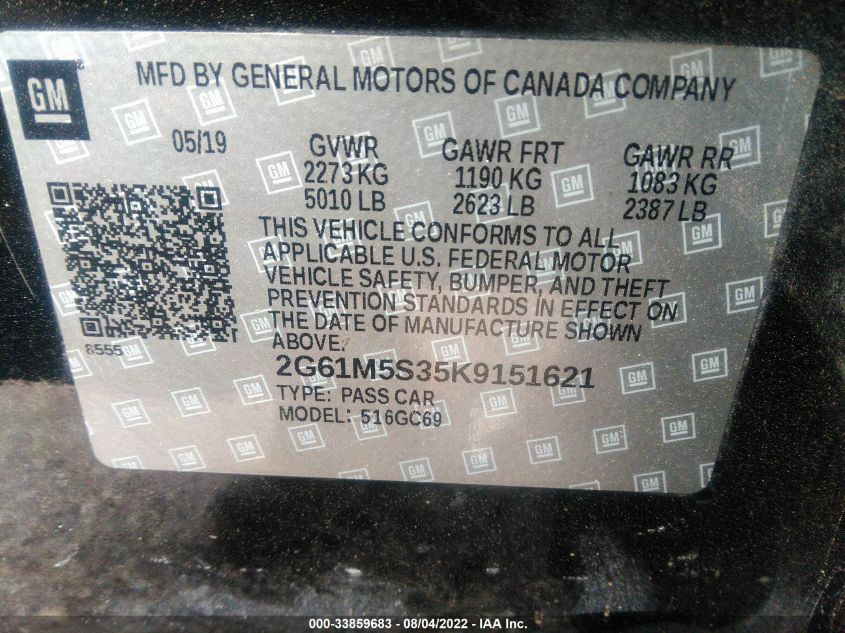 GM
MFD BY GENERAL MOTORS OF CANADA COMPANY
05/19 GVWR GAWR FRT GAWR RR
2273 KG 1190 KG 1083 KG
5010 LB 2623 LB 2387 LB
THIS VEHICLE CONFORMS TO ALL
APPLICABLE U.S. FEDERAL MOTOR
VEHICLE SAFETY, BUMPER, AND THEFT
PREVENTION STANDARDS IN EFFECT ON
THE DATE OF MANUFACTURE SHOWN
ABOVE.
8555
2G61M5S35K9151621
TYPE: PASS CAR
MODEL: 516GC69
000-33859683 - 08/04/2022 - IAA Inc.